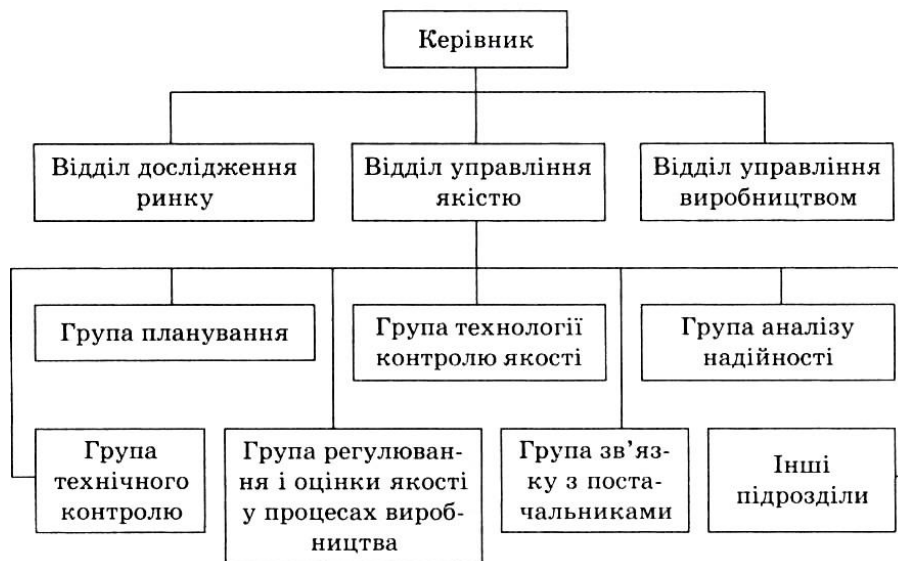 Керівник
Відділ дослідження
ринку
Відділ управління
якістю
Відділ управління
виробництвом
Група планування
Група технології
контролю якості
Група аналізу
надійності
Група
технічного
контролю
Група регулюван-
ня і оцінки якості
у процесах вироб-
ництва
Група зв’яз-
ку з поста-
чальниками
Інші
підрозділи